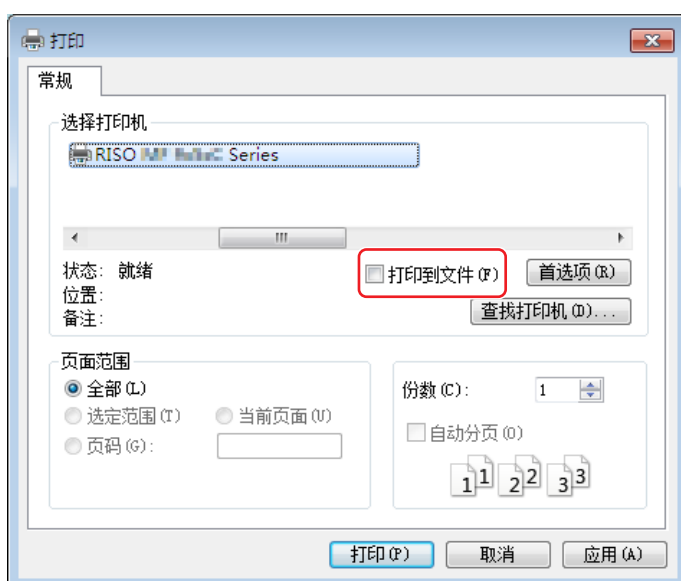 打印
常规
选择打印机
RISO Series
状态: 就绪
打印到文件(F)
首选项(R)
位置:
查找打印机(D)...
备注:
页面范围
全部(L)
选定范围(T)
当前页面(U)
页码(G):
份数(C):
1
自动分页(O)
1 1 2 2 3 3
打印(P)
取消
应用(A)